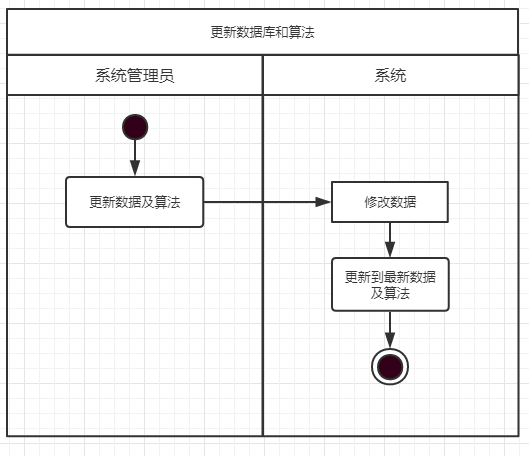 更新数据库和算法
系统管理员
系统
更新数据及算法
修改数据
更新到最新数据
及算法